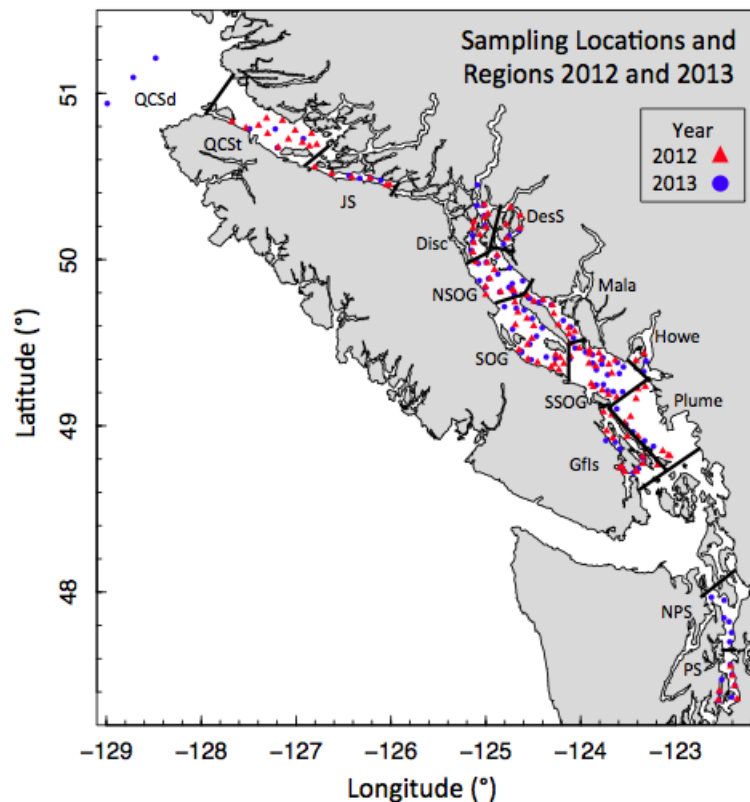 Sampling Locations and
Regions 2012 and 2013
Year
2012
2013
QCSd
QCSt
JS
Disc
DesS
NSOG
Mala
SOG
Howe
SSOG
Plume
GfIs
NPS
PS
51
50
49
48
Latitude (°)
−129 −128 −127 −126 −125 −124 −123
Longitude (°)